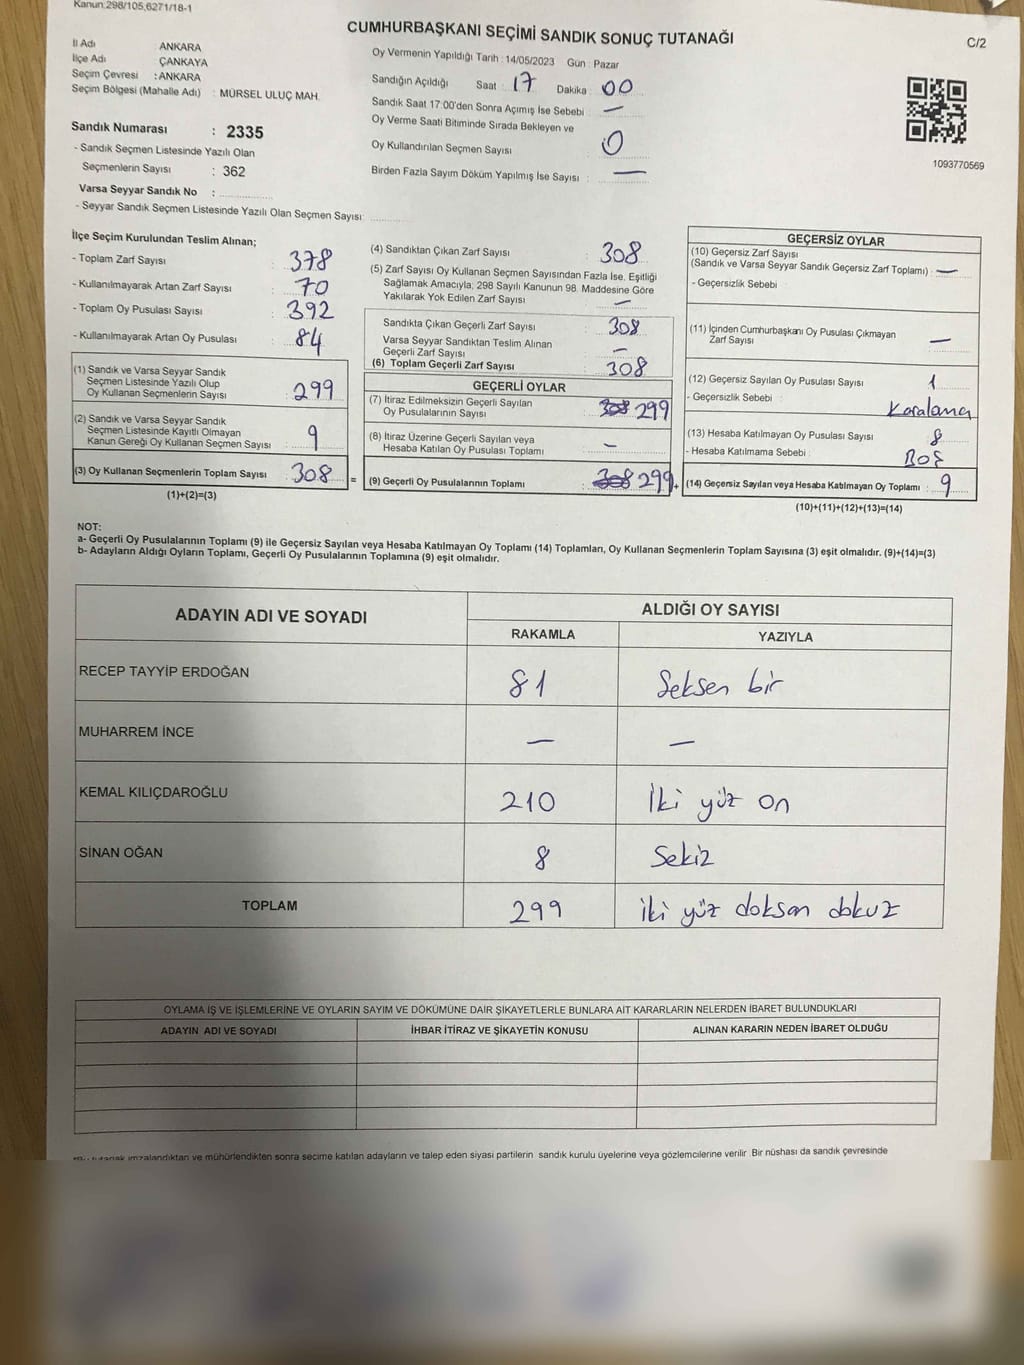 Kanun:298/105,6271/18-1
CUMHURBAŞKANI SEÇİMİ SANDIK SONUÇ TUTANAĞI
C/2
İl Adı : ANKARA
İlçe Adı : ÇANKAYA
Seçim Çevresi : ANKARA
Seçim Bölgesi (Mahalle Adı) : MÜRSEL ULUÇ MAH.
Sandık Numarası : 2335
- Sandık Seçmen Listesinde Yazılı Olan
Seçmenlerin Sayısı : 362
Varsa Seyyar Sandık No :
- Seyyar Sandık Seçmen Listesinde Yazılı Olan Seçmen Sayısı:
Oy Vermenin Yapıldığı Tarih : 14/05/2023 Gün : Pazar
Sandığın Açıldığı Saat : 17 Dakika : 00
Sandık Saat 17:00'den Sonra Açımış İse Sebebi : —
Oy Verme Saati Bitiminde Sırada Bekleyen ve
Oy Kullandırılan Seçmen Sayısı : 0
Birden Fazla Sayım Döküm Yapılmış İse Sayısı : —
1093770569
İlçe Seçim Kurulundan Teslim Alınan;
- Toplam Zarf Sayısı : 378
- Kullanılmayarak Artan Zarf Sayısı : 70
- Toplam Oy Pusulası Sayısı : 392
- Kullanılmayarak Artan Oy Pusulası : 84
(1) Sandık ve Varsa Seyyar Sandık
Seçmen Listesinde Yazılı Olup
Oy Kullanan Seçmenlerin Sayısı : 299
(2) Sandık ve Varsa Seyyar Sandık
Seçmen Listesinde Kayıtlı Olmayan
Kanun Gereği Oy Kullanan Seçmen Sayısı : 9
(3) Oy Kullanan Seçmenlerin Toplam Sayısı : 308
(1)+(2)=(3)
(4) Sandıktan Çıkan Zarf Sayısı : 308
(5) Zarf Sayısı Oy Kullanan Seçmen Sayısından Fazla İse, Eşitliği
Sağlamak Amacıyla; 298 Sayılı Kanunun 98. Maddesine Göre
Yakılarak Yok Edilen Zarf Sayısı : —
Sandıkta Çıkan Geçerli Zarf Sayısı : 308
Varsa Seyyar Sandıktan Teslim Alınan
Geçerli Zarf Sayısı : —
(6) Toplam Geçerli Zarf Sayısı : 308
GEÇERLİ OYLAR
(7) İtiraz Edilmeksizin Geçerli Sayılan
Oy Pusulalarının Sayısı : 308 299
(8) İtiraz Üzerine Geçerli Sayılan veya
Hesaba Katılan Oy Pusulası Toplamı : —
= (9) Geçerli Oy Pusulalarının Toplamı : 308 299 +
GEÇERSİZ OYLAR
(10) Geçersiz Zarf Sayısı
(Sandık ve Varsa Seyyar Sandık Geçersiz Zarf Toplamı) : —
- Geçersizlik Sebebi :
(11) İçinden Cumhurbaşkanı Oy Pusulası Çıkmayan
Zarf Sayısı : —
(12) Geçersiz Sayılan Oy Pusulası Sayısı : 1
- Geçersizlik Sebebi : Karalama
(13) Hesaba Katılmayan Oy Pusulası Sayısı : 8
- Hesaba Katılmama Sebebi : Boş
(14) Geçersiz Sayılan veya Hesaba Katılmayan Oy Toplamı : 9
(10)+(11)+(12)+(13)=(14)
NOT:
a- Geçerli Oy Pusulalarının Toplamı (9) ile Geçersiz Sayılan veya Hesaba Katılmayan Oy Toplamı (14) Toplamları, Oy Kullanan Seçmenlerin Toplam Sayısına (3) eşit olmalıdır. (9)+(14)=(3)
b- Adayların Aldığı Oyların Toplamı, Geçerli Oy Pusulalarının Toplamına (9) eşit olmalıdır.
ADAYIN ADI VE SOYADI ALDIĞI OY SAYISI
RAKAMLA YAZIYLA
RECEP TAYYİP ERDOĞAN 81 Seksen bir
MUHARREM İNCE — —
KEMAL KILIÇDAROĞLU 210 İki yüz on
SİNAN OĞAN 8 Sekiz
TOPLAM 299 iki yüz doksan dokuz
OYLAMA İŞ VE İŞLEMLERİNE VE OYLARIN SAYIM VE DÖKÜMÜNE DAİR ŞİKAYETLERLE BUNLARA AİT KARARLARIN NELERDEN İBARET BULUNDUKLARI
ADAYIN ADI VE SOYADI İHBAR İTİRAZ VE ŞİKAYETİN KONUSU ALINAN KARARIN NEDEN İBARET OLDUĞU
tutanak imzalandıktan ve mühürlendikten sonra seçime katılan adayların ve talep eden siyasi partilerin sandık kurulu üyelerine veya gözlemcilerine verilir Bir nüshası da sandık çevresinde